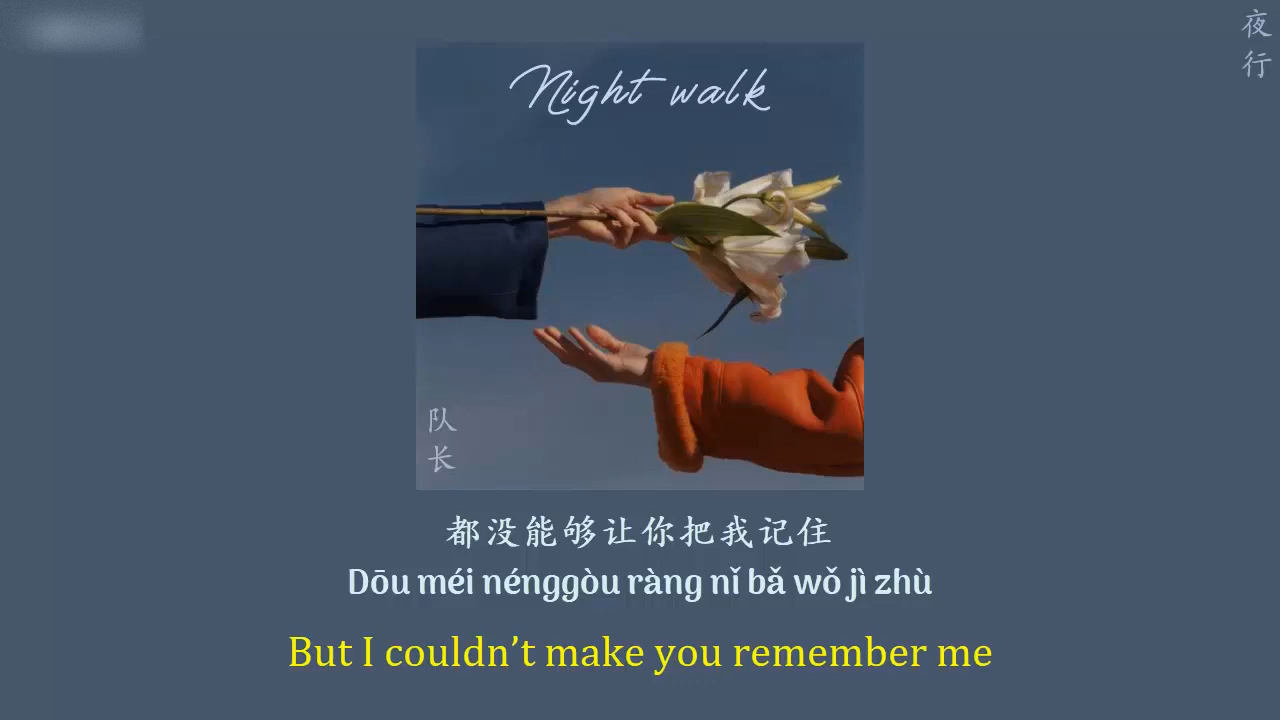 夜行
Night walk
队长
都没能够让你把我记住
Dōu méi nénggòu ràng nǐ bǎ wǒ jì zhù
But I couldn’t make you remember me